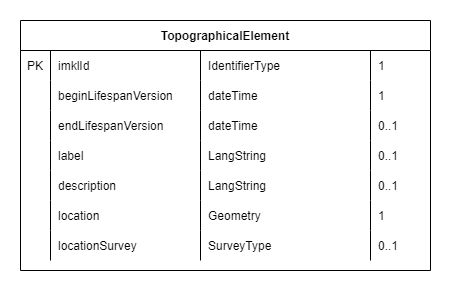 TopographicalElement
PK imklId IdentifierType 1
beginLifespanVersion dateTime 1
endLifespanVersion dateTime 0..1
label LangString 0..1
description LangString 0..1
location Geometry 1
locationSurvey SurveyType 0..1